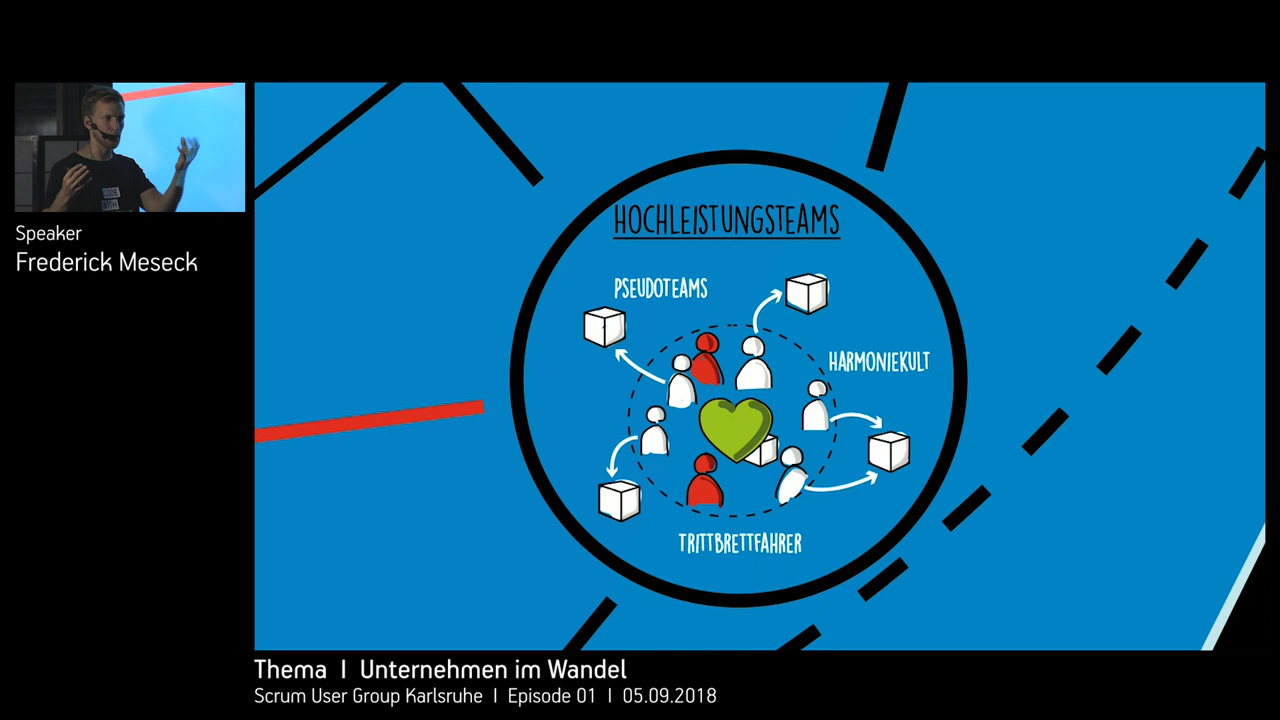 Speaker
Frederick Meseck
HOCHLEISTUNGSTEAMS
PSEUDOTEAMS
HARMONIEKULT
TRITTBRETTFAHRER
Thema I Unternehmen im Wandel
Scrum User Group Karlsruhe I Episode 01 I 05.09.2018